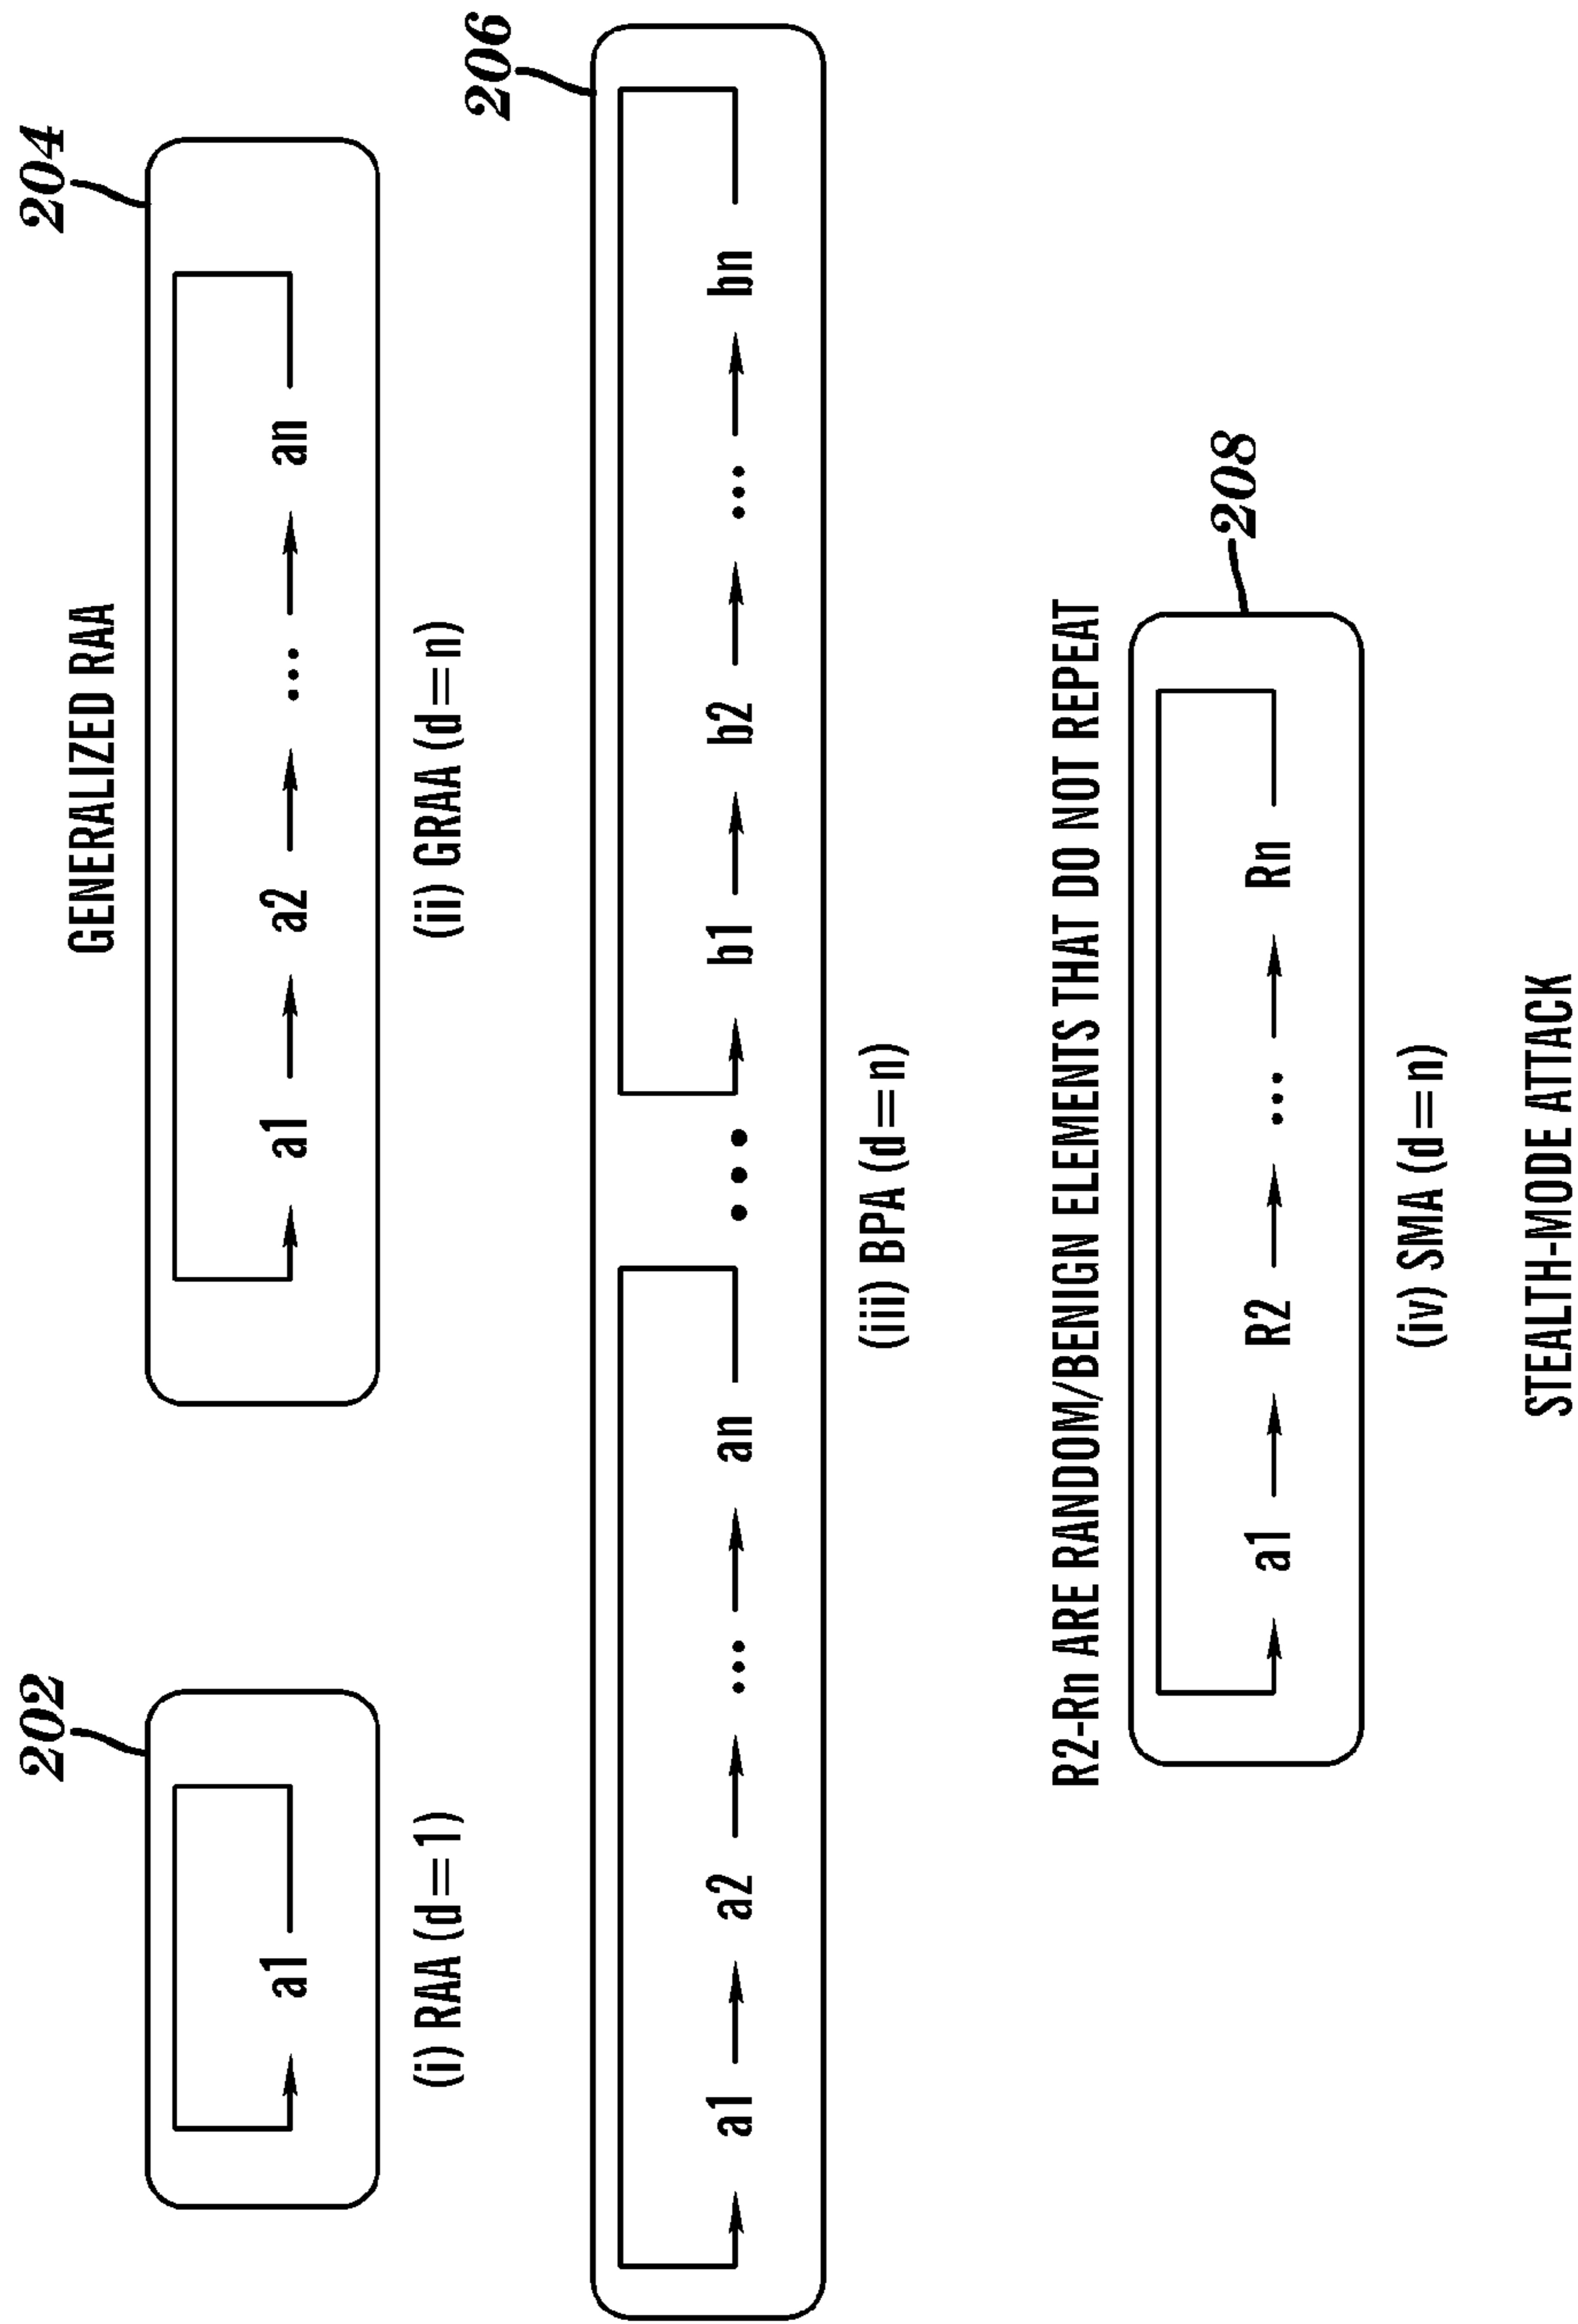 202
a1
(i) RAA (d=1)
GENERALIZED RAA
204
a1 a2 ... an
(ii) GRAA (d=n)
206
a1 a2 ... an ... b1 b2 ... bn
(iii) BPA (d=n)
R2-Rn ARE RANDOM/BENIGN ELEMENTS THAT DO NOT REPEAT
208
a1 R2 ... Rn
(iv) SMA (d=n)
STEALTH-MODE ATTACK